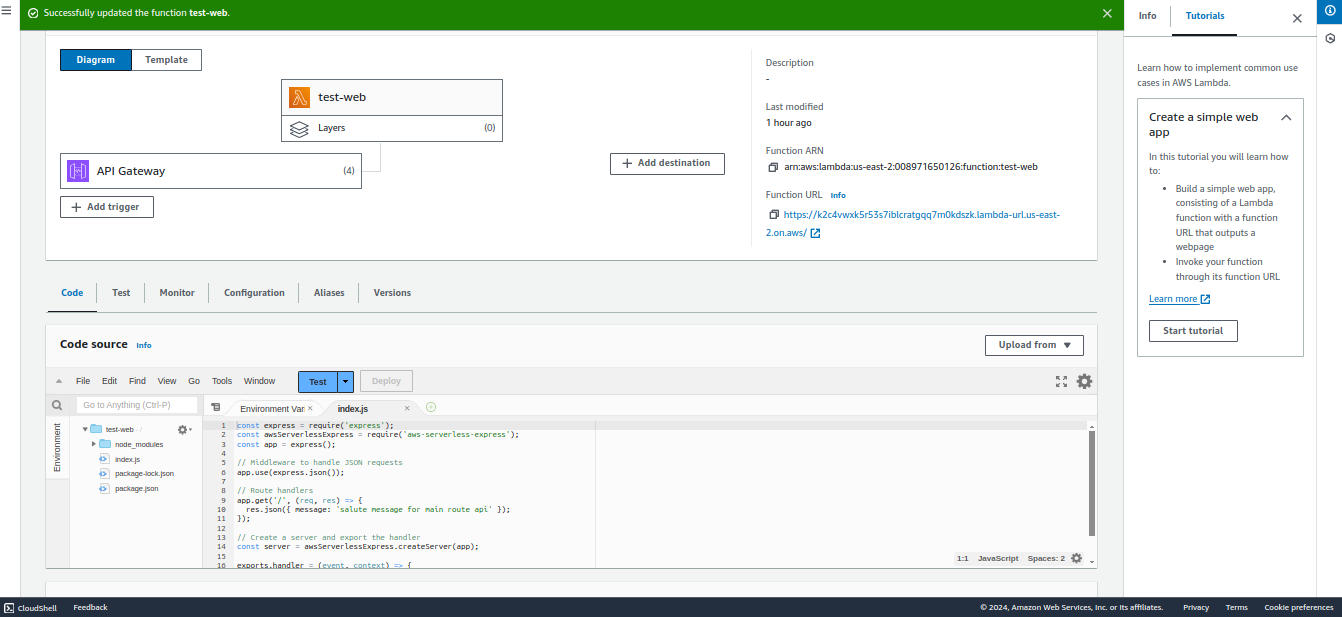 Successfully updated the function test-web.
Info
Tutorials
Diagram
Template
test-web
Layers
(0)
API Gateway
(4)
Add trigger
Add destination
Description
-
Last modified
1 hour ago
Function ARN
arn:aws:lambda:us-east-2:008971650126:function:test-web
Function URL Info
https://k2c4vwxk5r53s7iblcratgqq7m0kdszk.lambda-url.us-east-
2.on.aws/
Learn how to implement common use
cases in AWS Lambda.
Create a simple web
app
In this tutorial you will learn how
to:
• Build a simple web app,
consisting of a Lambda
function with a function
URL that outputs a
webpage
• Invoke your function
through its function URL
Learn more
Start tutorial
Code
Test
Monitor
Configuration
Aliases
Versions
Code source Info
Upload from
File Edit Find View Go Tools Window
Test
Deploy
Go to Anything (Ctrl-P)
Environment Vari
index.js
Environment
test-web - /
node_modules
index.js
package-lock.json
package.json
1 const express = require('express');
2 const awsServerlessExpress = require('aws-serverless-express');
3 const app = express();
4
5 // Middleware to handle JSON requests
6 app.use(express.json());
7
8 // Route handlers
9 app.get('/', (req, res) => {
10 res.json({ message: 'salute message for main route api' });
11 });
12
13 // Create a server and export the handler
14 const server = awsServerlessExpress.createServer(app);
15
16 exports.handler = (event, context) => {
1:1 JavaScript Spaces: 2
CloudShell
Feedback
© 2024, Amazon Web Services, Inc. or its affiliates.
Privacy
Terms
Cookie preferences